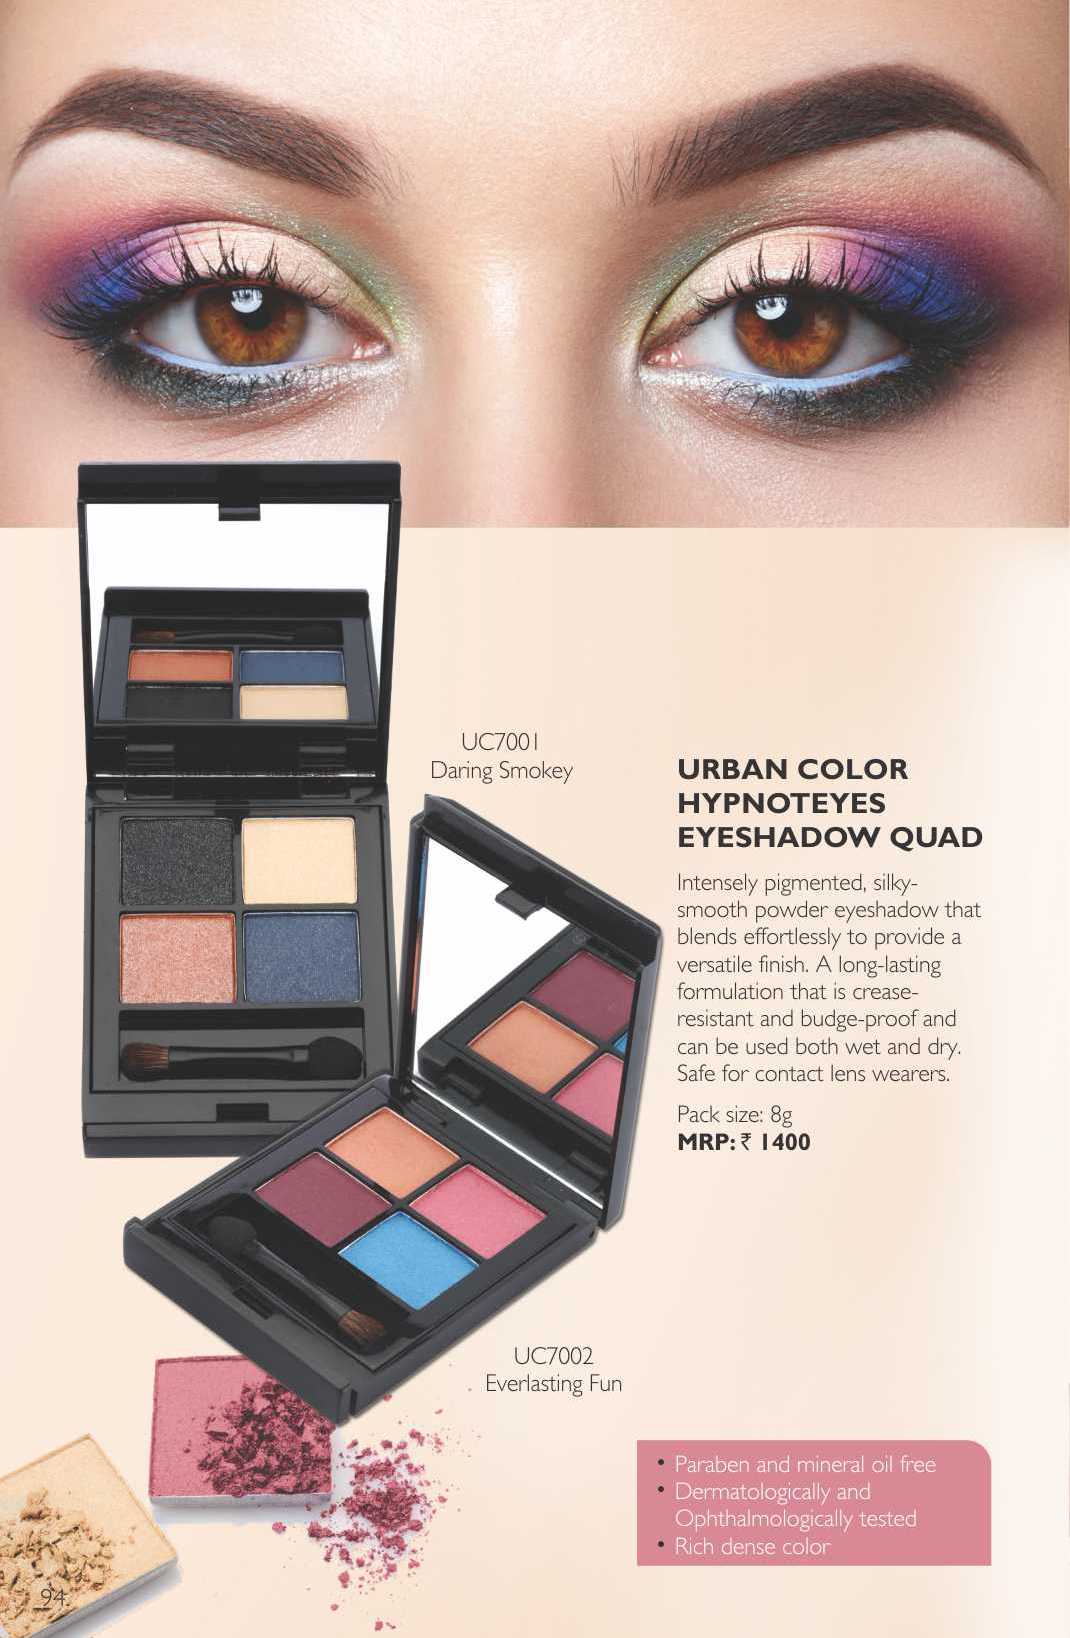 UC7001
Daring Smokey
URBAN COLOR
HYPNOTEYES
EYESHADOW QUAD
Intensely pigmented, silky-
smooth powder eyeshadow that
blends effortlessly to provide a
versatile finish. A long-lasting
formulation that is crease-
resistant and budge-proof and
can be used both wet and dry.
Safe for contact lens wearers.
Pack size: 8g
MRP: ₹ 1400
UC7002
Everlasting Fun
• Paraben and mineral oil free
• Dermatologically and
Ophthalmologically tested
• Rich dense color
94